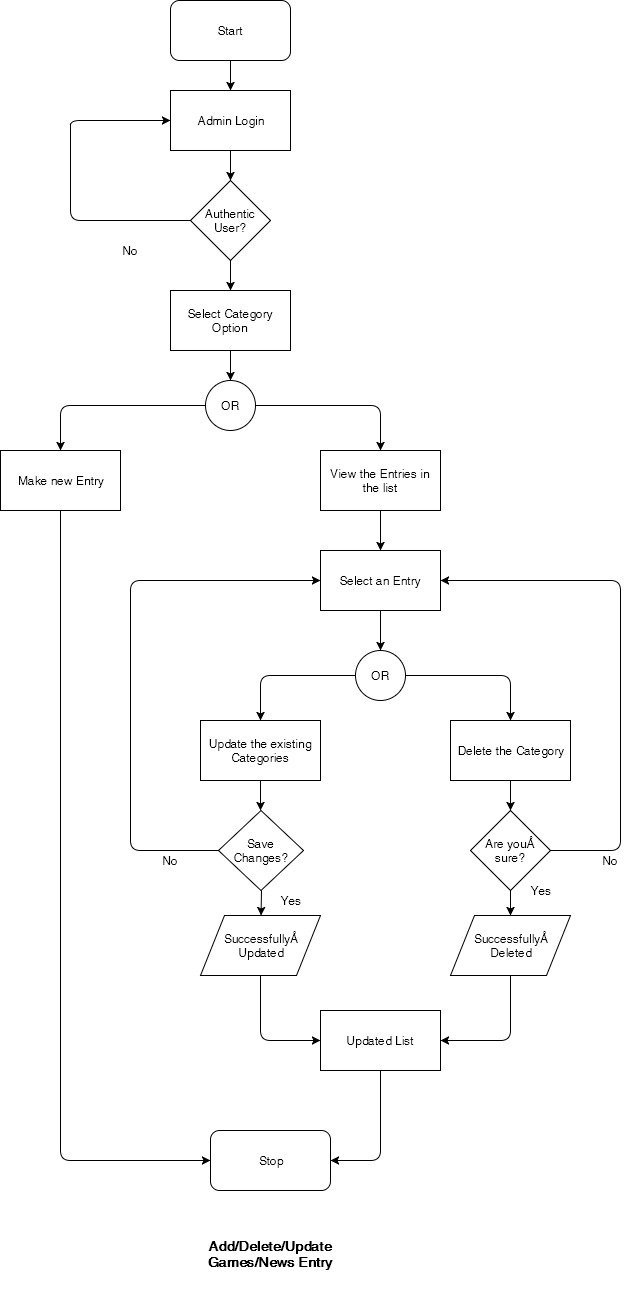 Start
Admin Login
Authentic
User?
No
Select Category
Option
OR
Make new Entry
View the Entries in
the list
Select an Entry
OR
Update the existing
Categories
Delete the Category
Save
Changes?
Are youÂ
sure?
No
No
Yes
Yes
SuccessfullyÂ
Updated
SuccessfullyÂ
Deleted
Updated List
Stop
Add/Delete/Update
Games/News Entry